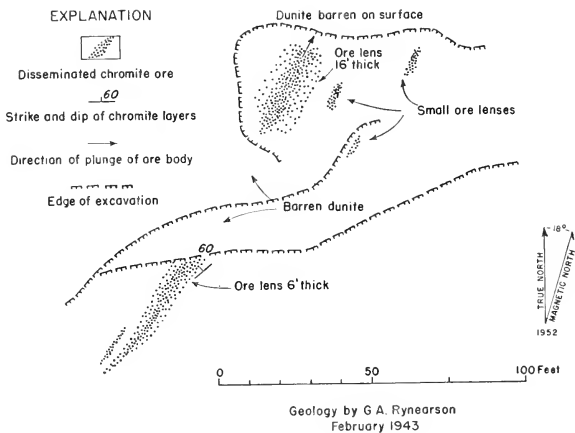 EXPLANATION
Disseminated chromite ore
60
Strike and dip of chromite layers
Direction of plunge of ore body
Edge of excavation
Dunite barren on surface
Ore lens
16' thick
Small ore lenses
Barren dunite
60
Ore lens 6' thick
18°
TRUE NORTH
MAGNETIC NORTH
1952
0 50 100 Feet
Geology by G A. Rynearson
February 1943